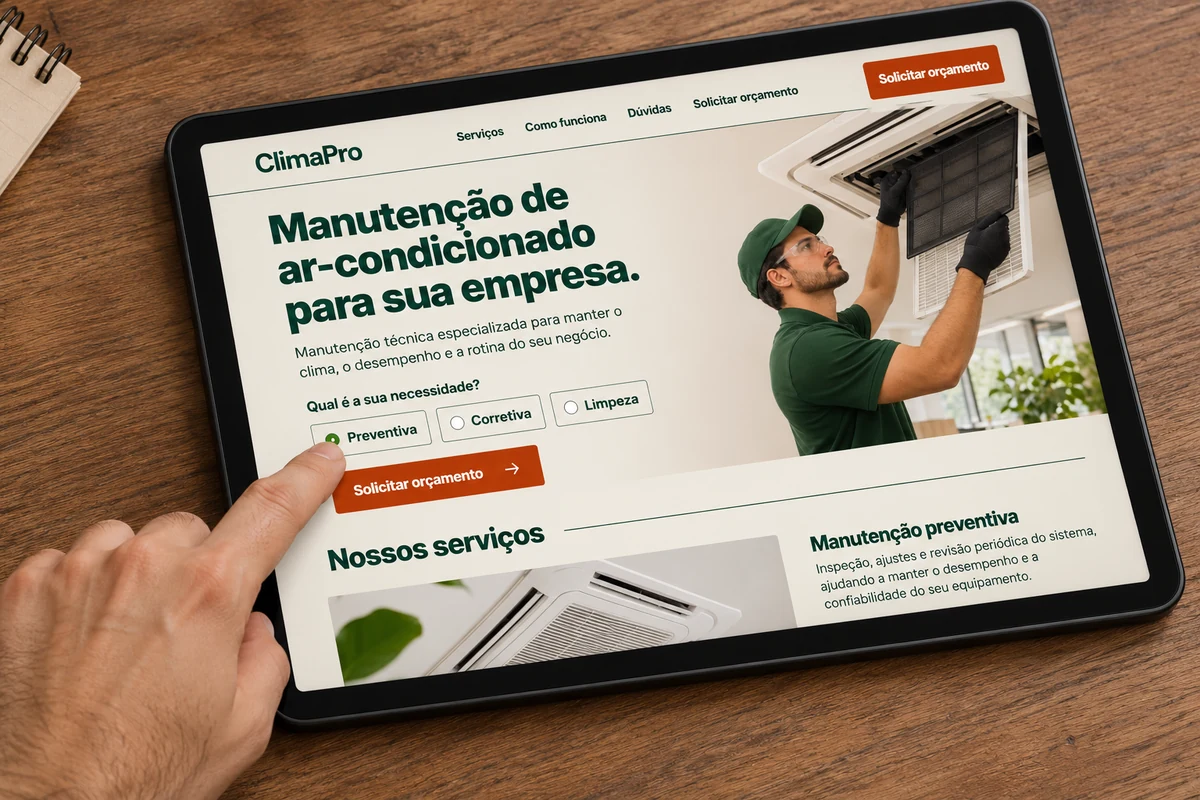 ClimaPro
Serviços
Como funciona
Dúvidas
Solicitar orçamento
Solicitar orçamento
Manutenção de
ar-condicionado
para sua empresa.
Manutenção técnica especializada para manter o
clima, o desempenho e a rotina do seu negócio.
Qual é a sua necessidade?
Preventiva
Corretiva
Limpeza
Solicitar orçamento →
Nossos serviços
Manutenção preventiva
Inspeção, ajustes e revisão periódica do sistema,
ajudando a manter o desempenho e a
confiabilidade do seu equipamento.